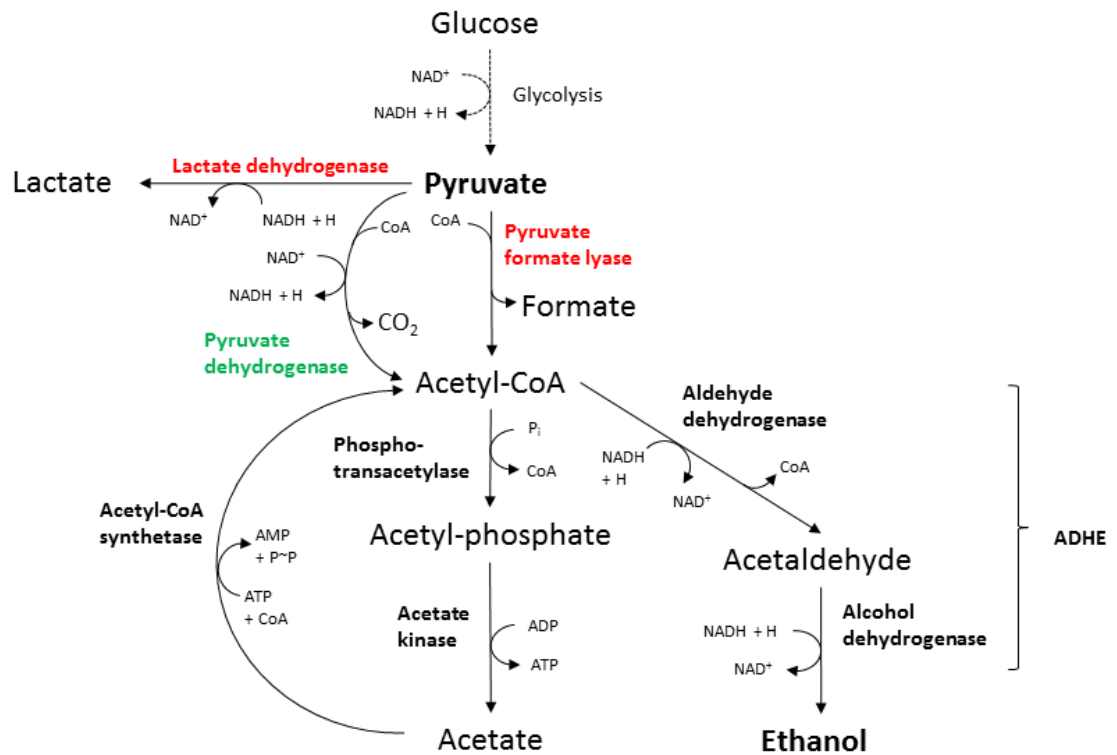 Glucose
NAD⁺
NADH + H
Glycolysis
Lactate dehydrogenase
Lactate
Pyruvate
NAD⁺
NADH + H
CoA
CoA
Pyruvate
formate lyase
NAD⁺
NADH + H
Formate
CO₂
Pyruvate
dehydrogenase
Acetyl-CoA
Aldehyde
dehydrogenase
Phospho-
transacetylase
Pᵢ
CoA
NADH
+ H
NAD⁺
CoA
Acetyl-CoA
synthetase
AMP
+ P~P
ATP
+ CoA
Acetyl-phosphate
Acetaldehyde
ADHE
Acetate
kinase
ADP
ATP
NADH + H
NAD⁺
Alcohol
dehydrogenase
Acetate
Ethanol